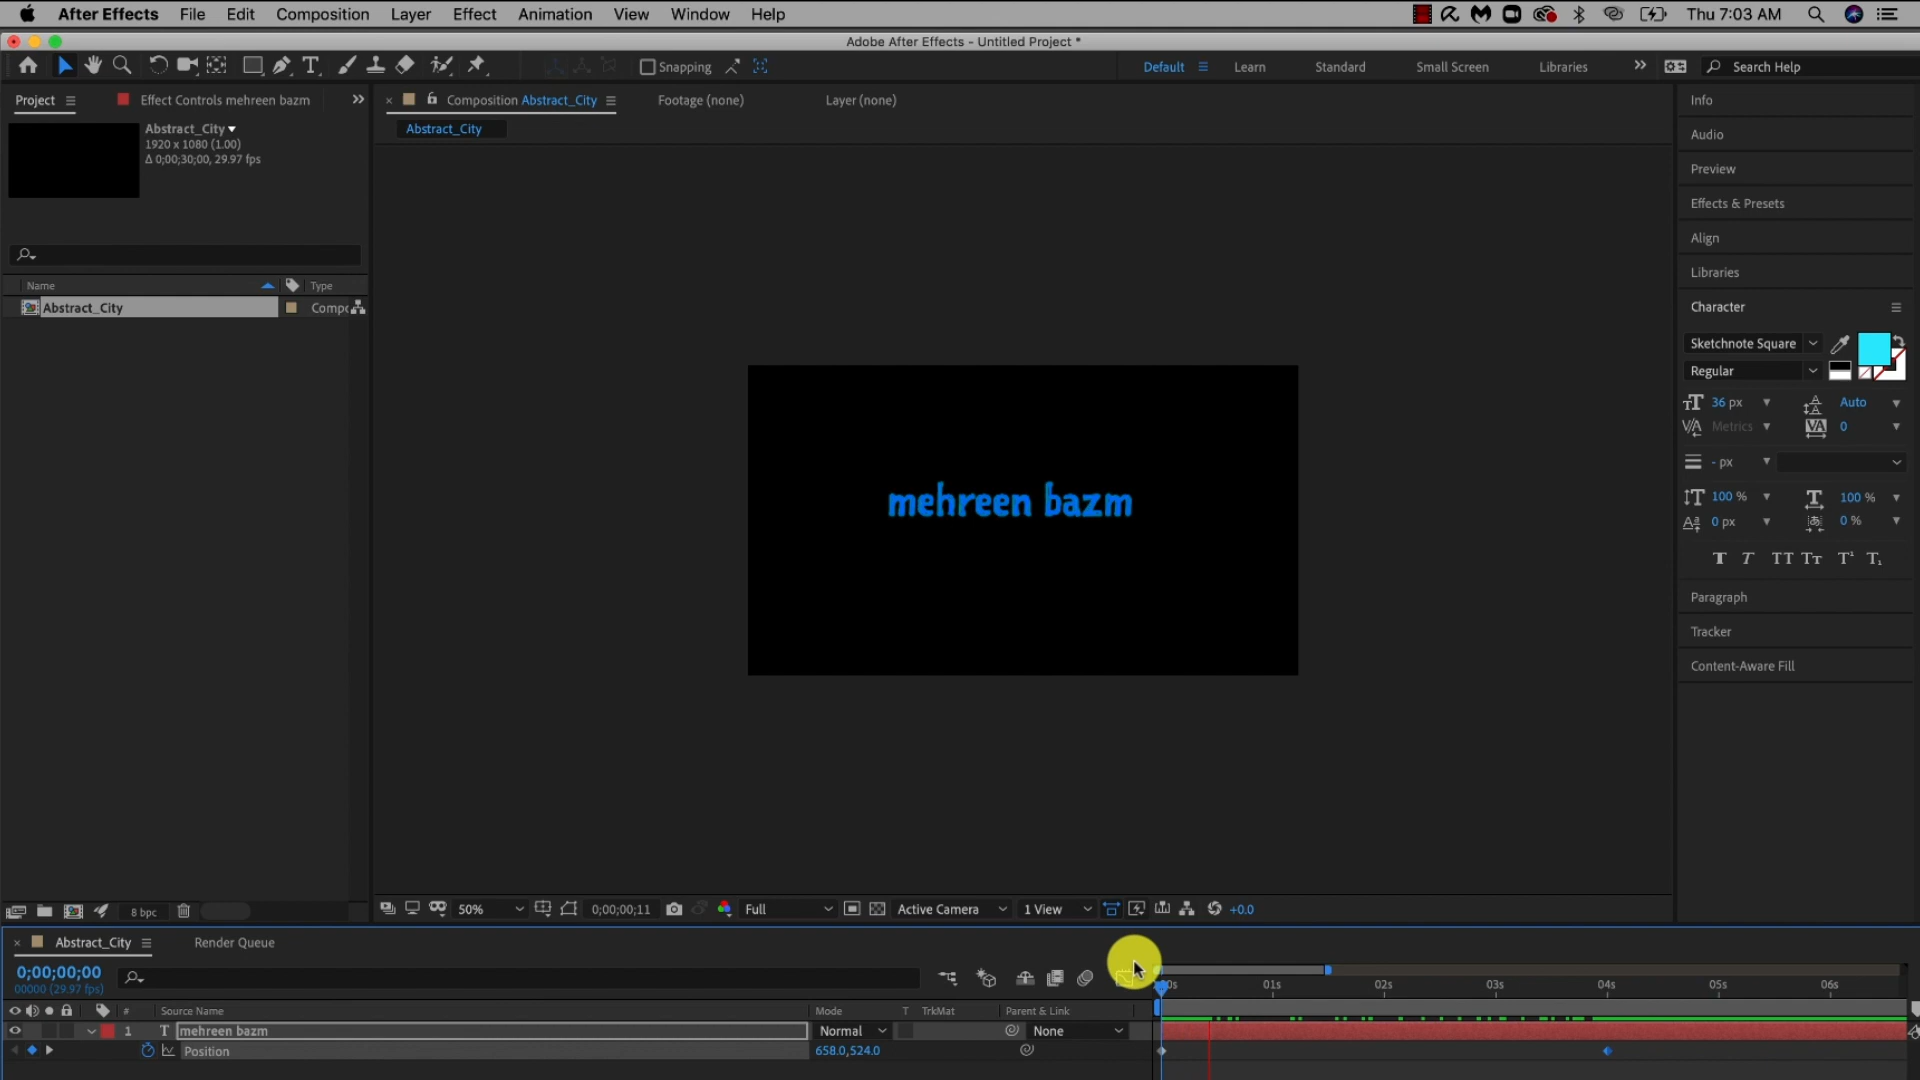 After Effects File Edit Composition Layer Effect Animation View Window Help Thu 7:03 AM
Adobe After Effects - Untitled Project *
Snapping Default Learn Standard Small Screen Libraries Search Help
Project Effect Controls mehreen bazm Composition Abstract_City Footage (none) Layer (none) Info
Abstract_City
1920 x 1080 (1.00)
Δ 0;00;30;00, 29.97 fps
Abstract_City
Audio
Preview
Effects & Presets
Align
Libraries
Name Type
Abstract_City Compo
Character
Sketchnote Square
Regular
36 px Auto
Metrics 0
- px
100 % 100 %
0 px 0 %
mehreen bazm
Paragraph
Tracker
Content-Aware Fill
8 bpc 50% 0;00;00;11 Full Active Camera 1 View +0.0
Abstract_City Render Queue
0;00;00;00
00000 (29.97 fps)
01s 02s 03s 04s 05s 06s
# Source Name Mode T TrkMat Parent & Link
1 T mehreen bazm Normal None
Position 658.0,524.0